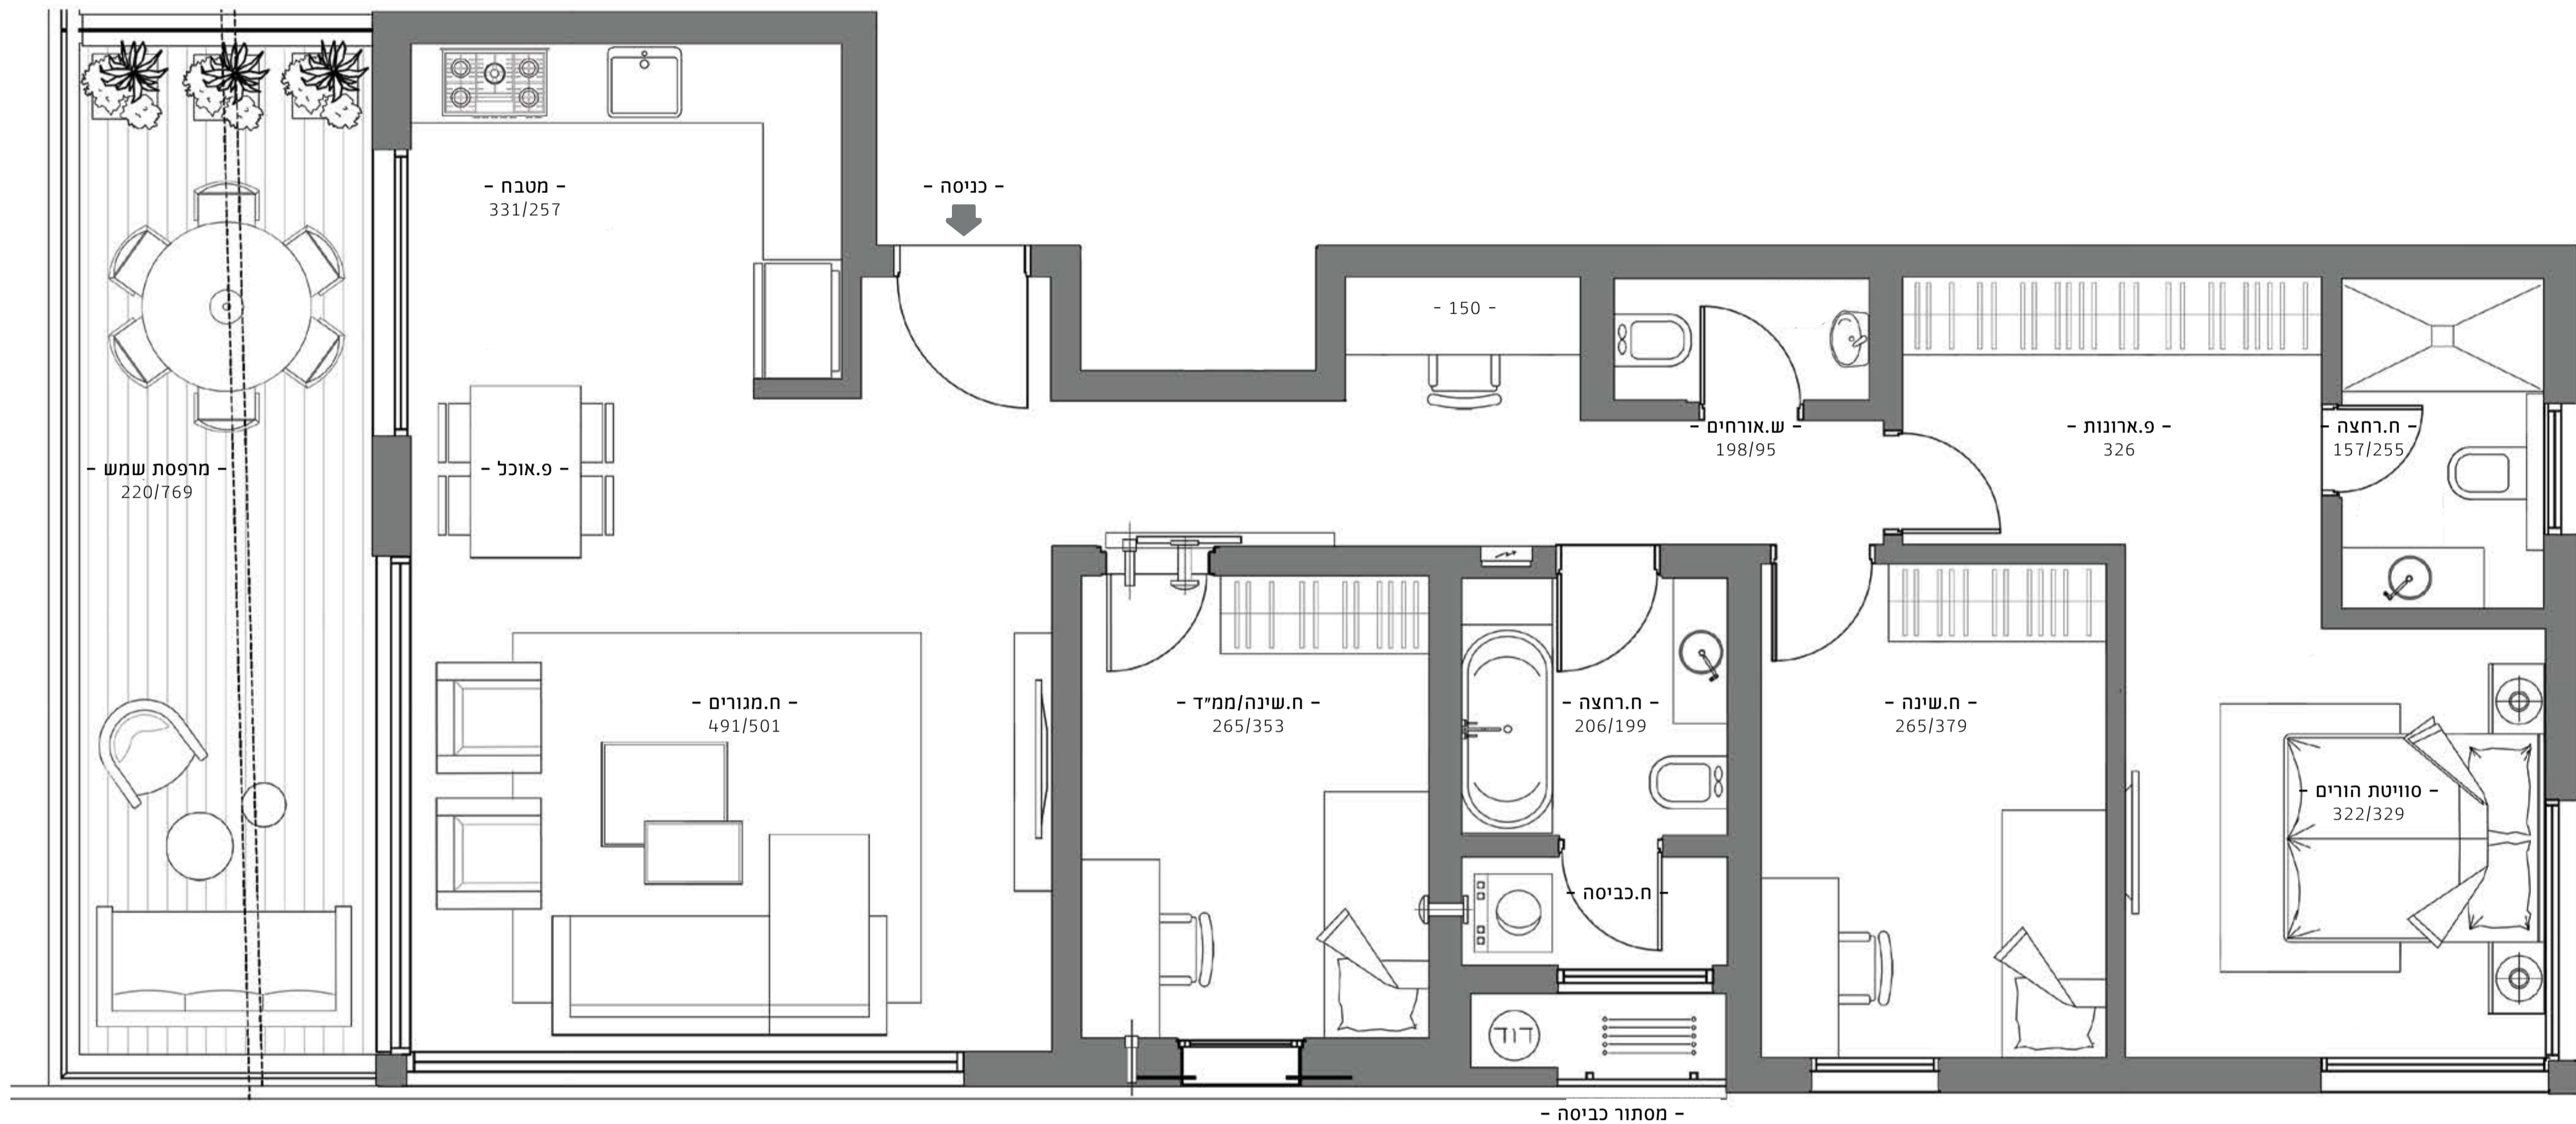 - מטבח -
331/257
- כניסה -
- 150 -
- ש.אורחים -
198/95
- פ.ארונות -
326
- ח.רחצה -
157/255
- פ.אוכל -
- מרפסת שמש -
220/769
- ח.מגורים -
491/501
- ח.שינה/ממ״ד -
265/353
- ח.רחצה -
206/199
- ח.שינה -
265/379
- סוויטת הורים -
322/329
- ח.כביסה -
דוד
- מסתור כביסה -